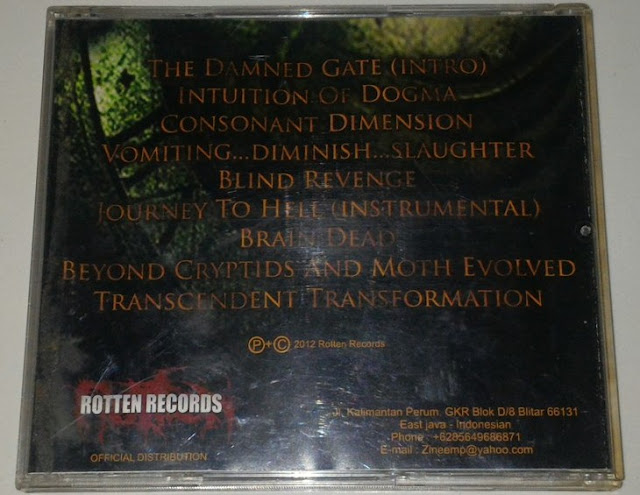 THE DAMNED GATE (INTRO)
INTUITION OF DOGMA
CONSONANT DIMENSION
VOMITING...DIMINISH...SLAUGHTER
BLIND REVENGE
JOURNEY TO HELL (INSTRUMENTAL)
BRAIN DEAD
BEYOND CRYPTIDS AND MOTH EVOLVED
TRANSCENDENT TRANSFORMATION
Ⓟ+Ⓒ 2012 Rotten Records
ROTTEN RECORDS
OFFICIAL DISTRIBUTION
Jl. Kalimantan Perum. GKR Blok D/8 Blitar 66131
East java - Indonesian
Phone : +6285649686871
E-mail : Zineemp@yahoo.com